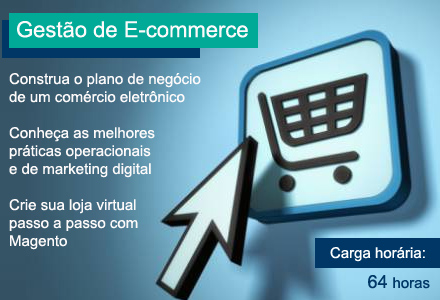 Gestão de E-commerce
Construa o plano de negócio
de um comércio eletrônico
Conheça as melhores
práticas operacionais
e de marketing digital
Crie sua loja virtual
passo a passo com
Magento
Carga horária:
64 horas